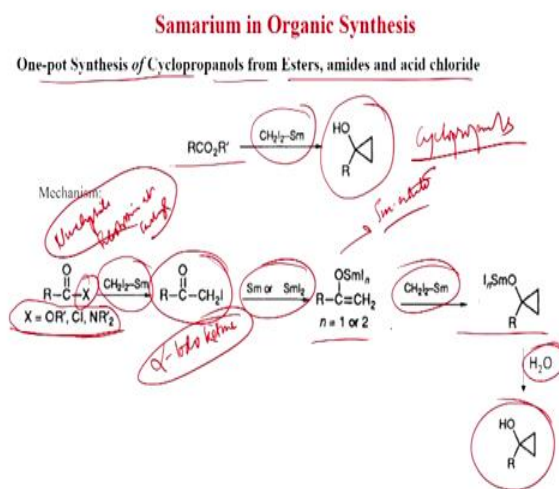 Samarium in Organic Synthesis
One-pot Synthesis of Cyclopropanols from Esters, amides and acid chloride
RCO₂R' CH₂I₂–Sm HO R
Cyclopropanols
Mechanism:
Nucleophilic
Sm-enolate
R–C–X O CH₂I₂–Sm R–C–CH₂I O Sm or SmI₂ R–C=CH₂ OSmIₙ CH₂I₂–Sm IₙSmO R
X = OR', Cl, NR'₂
n = 1 or 2
α-iodo ketone
H₂O
HO
R